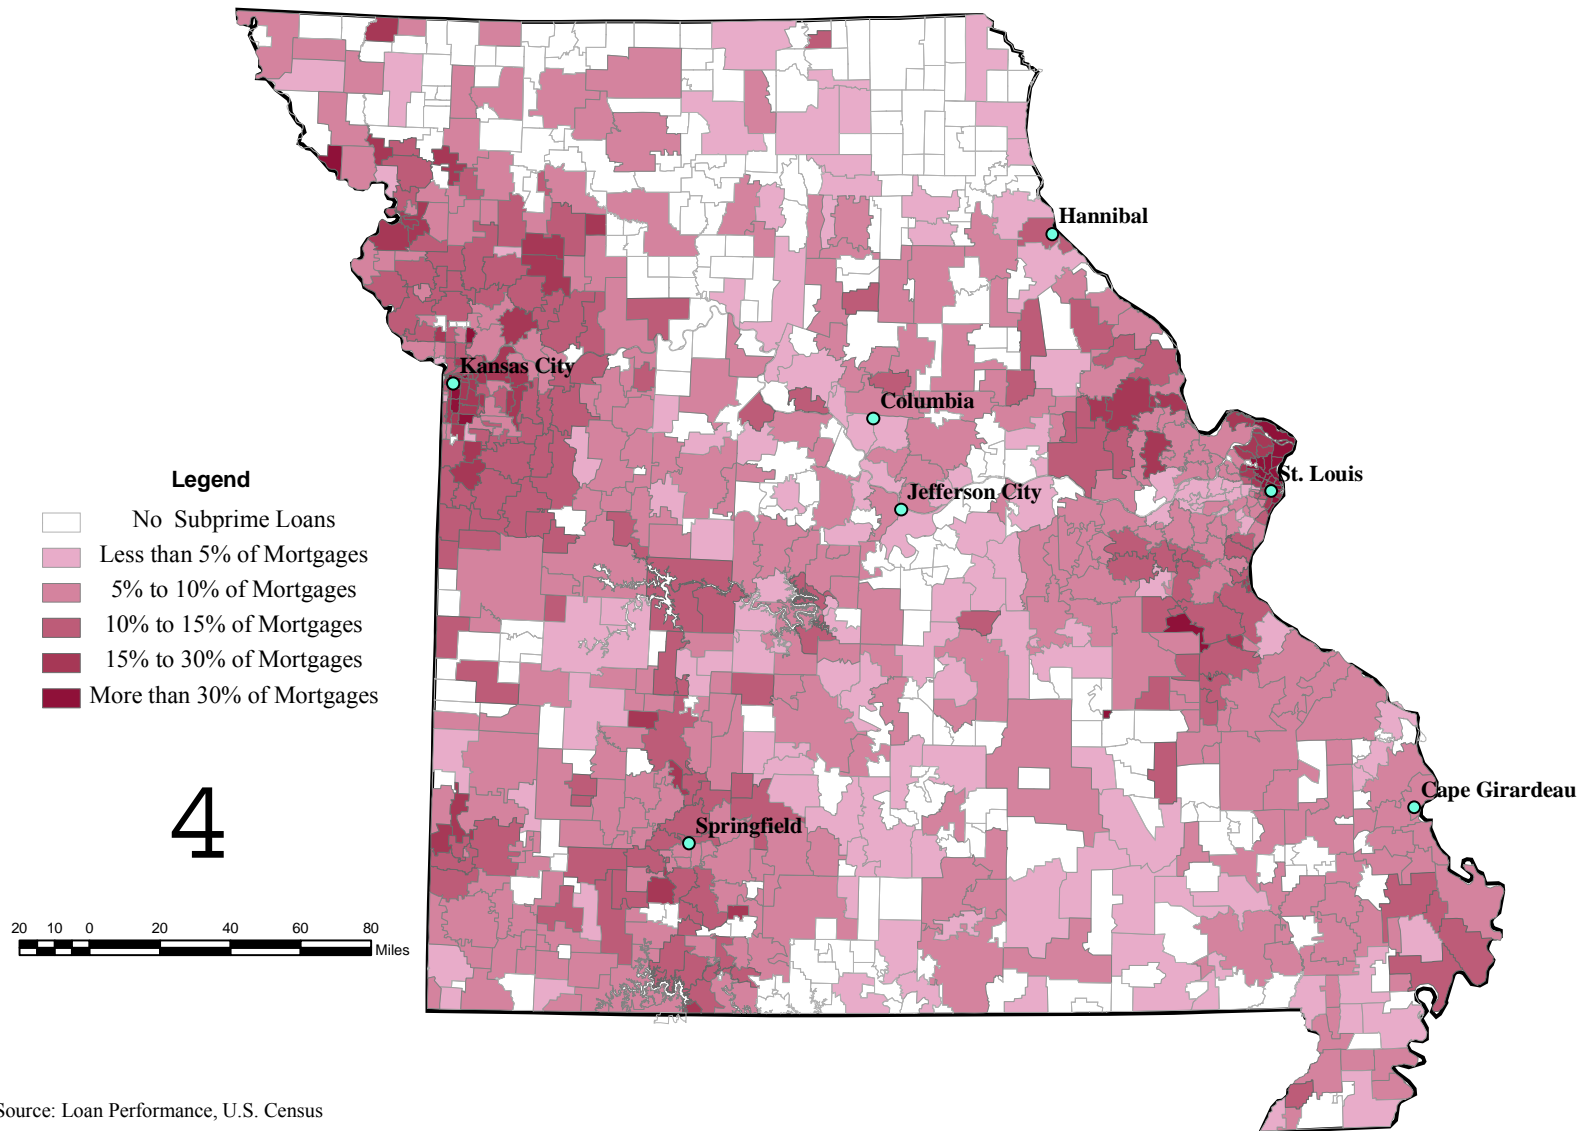 Hannibal
Kansas City
Columbia
St. Louis
Jefferson City
Legend
No Subprime Loans
Less than 5% of Mortgages
5% to 10% of Mortgages
10% to 15% of Mortgages
15% to 30% of Mortgages
More than 30% of Mortgages
Cape Girardeau
Springfield
4
20 10 0 20 40 60 80
Miles
Source: Loan Performance, U.S. Census